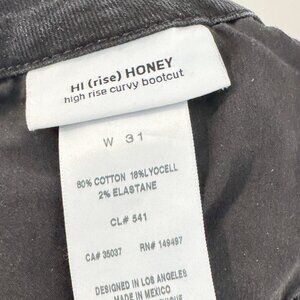 HI (rise) HONEY
high rise curvy bootcut
W 31
80% COTTON 18%LYOCELL
2% ELASTANE
CL# 541
CA# 35037 RN# 149497
DESIGNED IN LOS ANGELES
MADE IN MEXICO